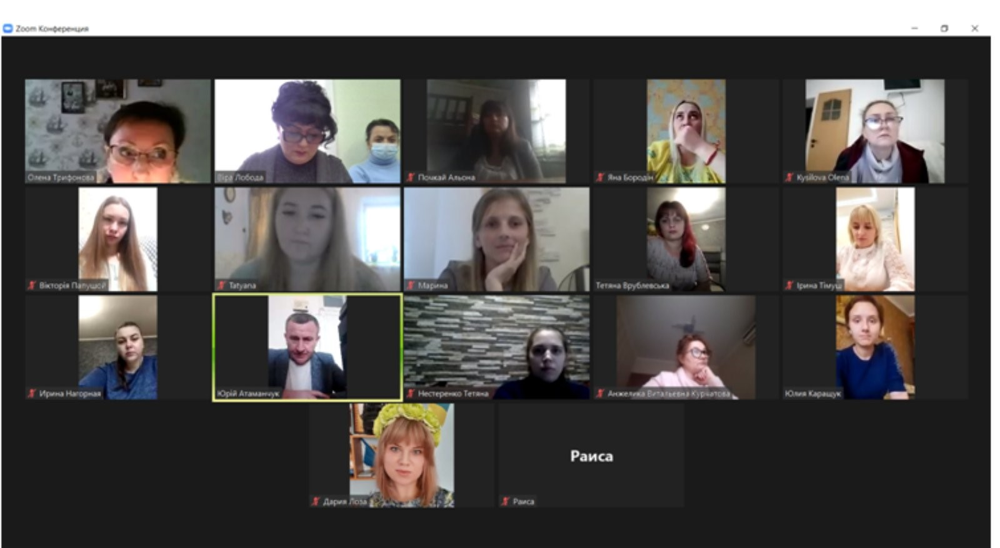 Zoom Конференция
Олена Трифонова
Віра Лобода
Почкай Альона
Яна Бородін
Kysilova Olena
Вікторія Папушой
Tatyana
Марина
Тетяна Врублевська
Ірина Тімуш
Ирина Нагорная
Юрій Атаманчук
Нестеренко Тетяна
Анжелика Витальевна Курчатова
Юлия Каращук
Дария Лоза
Раиса
Раиса